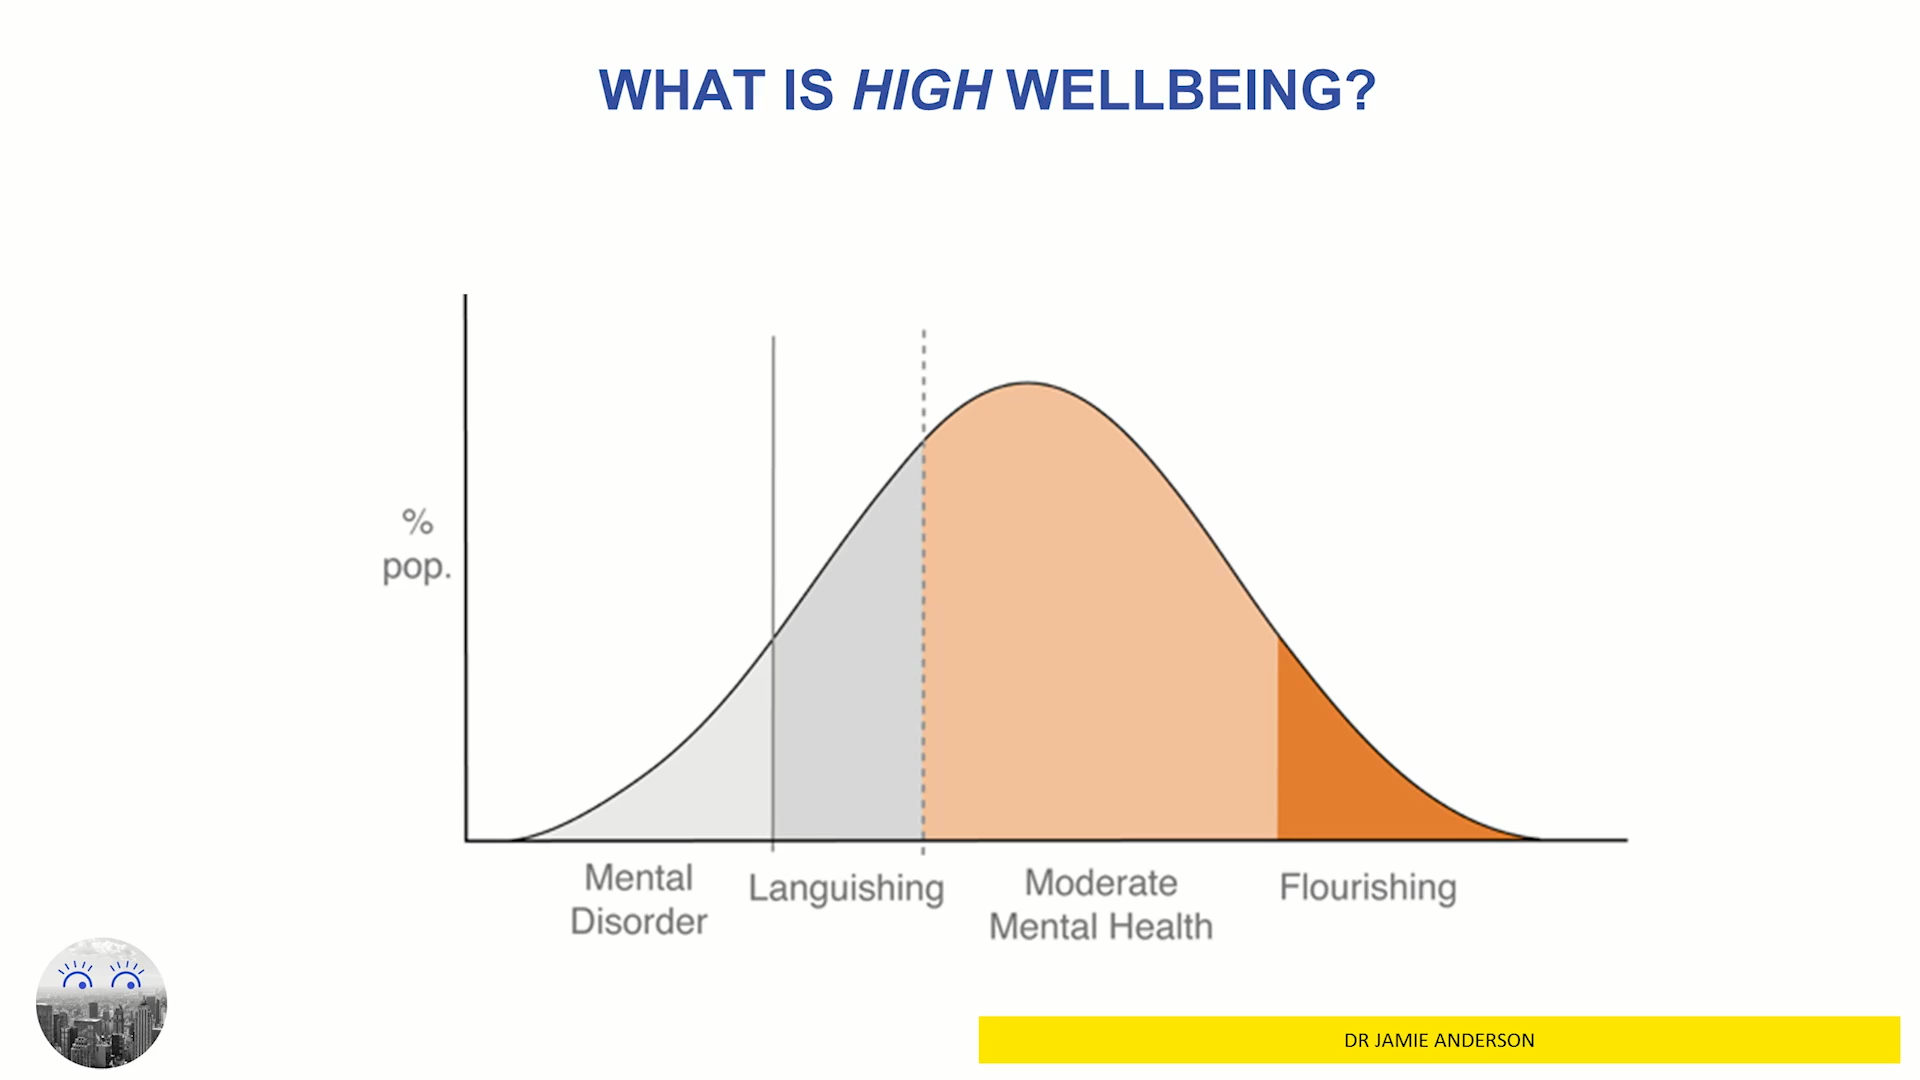 WHAT IS HIGH WELLBEING?
%
pop.
Mental
Disorder
Languishing
Moderate
Mental Health
Flourishing
DR JAMIE ANDERSON